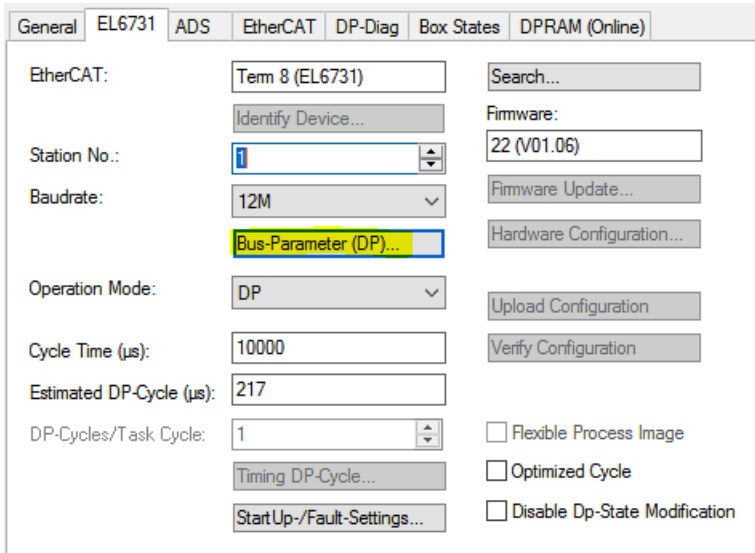 General EL6731 ADS EtherCAT DP-Diag Box States DPRAM (Online)
EtherCAT: Term 8 (EL6731) Search...
Identify Device... Firmware:
Station No.: 1 22 (V01.06)
Baudrate: 12M Firmware Update...
Bus-Parameter (DP)... Hardware Configuration...
Operation Mode: DP Upload Configuration
Cycle Time (µs): 10000 Verify Configuration
Estimated DP-Cycle (µs): 217
DP-Cycles/Task Cycle: 1 Flexible Process Image
Timing DP-Cycle... Optimized Cycle
StartUp-/Fault-Settings... Disable Dp-State Modification